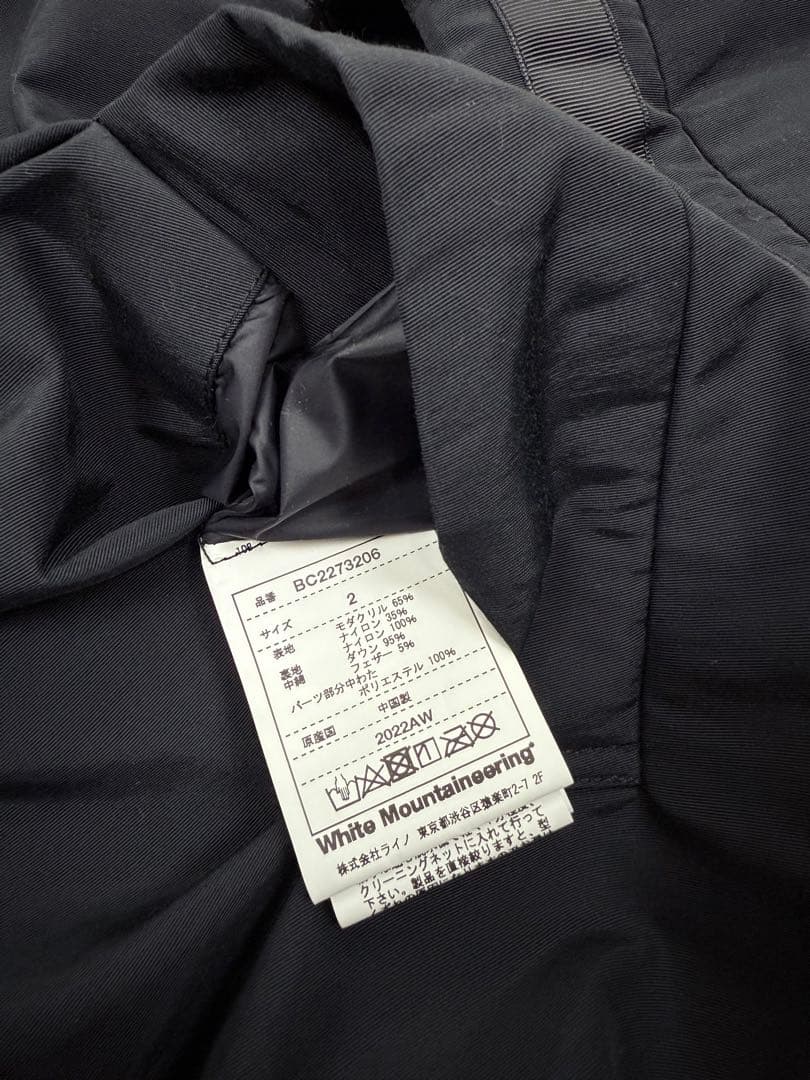 品番 BC2273206
サイズ 2
表地 モダクリル 65%
ナイロン 35%
裏地 ナイロン 100%
中綿 ダウン 95%
フェザー 5%
パーツ部分中わた
ポリエステル 100%
原産国 中国製
2022AW
White Mountaineering
株式会社ライノ 東京都渋谷区猿楽町2-7 2F
クリーニングネットに入れて行って
下さい。製品を直接絞りますと、型